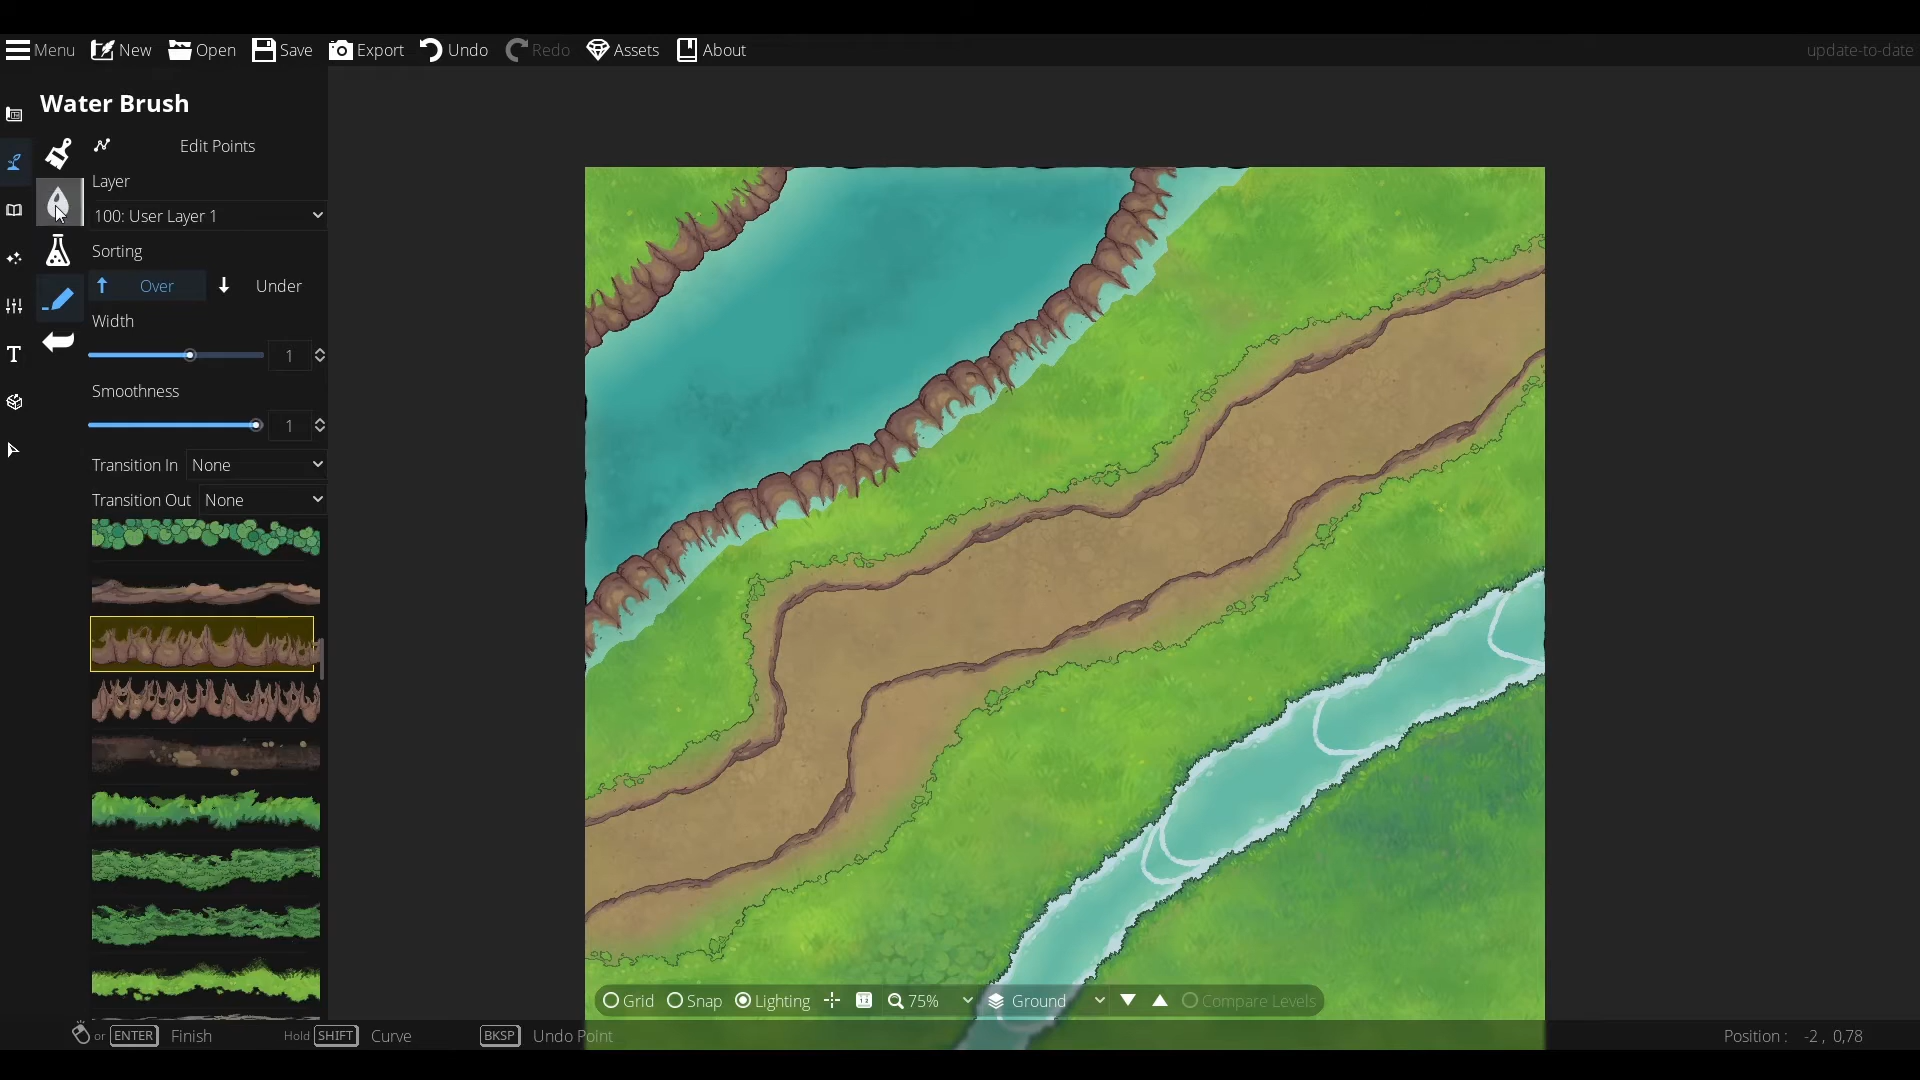 Menu New Open Save Export Undo Redo Assets About update-to-date
Water Brush
Edit Points
Layer
100: User Layer 1
Sorting
Over Under
Width
1
Smoothness
1
Transition In None
Transition Out None
Grid Snap Lighting 75% Ground Compare Levels
or ENTER Finish Hold SHIFT Curve BKSP Undo Point Position : -2 , 0,78